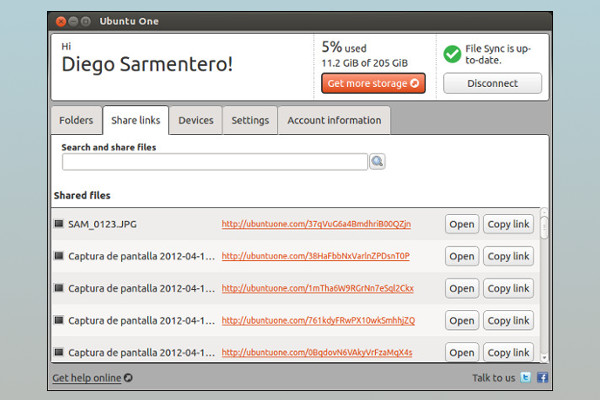 Ubuntu One
Hi
Diego Sarmentero!
5% used
11.2 GiB of 205 GiB
Get more storage
File Sync is up-
to-date.
Disconnect
Folders
Share links
Devices
Settings
Account information
Search and share files
Shared files
SAM_0123.JPG http://ubuntuone.com/37qVuG6a4BmdhriB00QZjn Open Copy link
Captura de pantalla 2012-04-1... http://ubuntuone.com/38HaFbbNxVarlnZPDsnT0P Open Copy link
Captura de pantalla 2012-04-1... http://ubuntuone.com/1mTha6W9RGrNn7eSql2Ckx Open Copy link
Captura de pantalla 2012-04-1... http://ubuntuone.com/761kdyFRwPX10wkSmhhjZQ Open Copy link
Captura de pantalla 2012-04-1... http://ubuntuone.com/0BqdovN6VAkyVrFzaMgX4s Open Copy link
Get help online
Talk to us